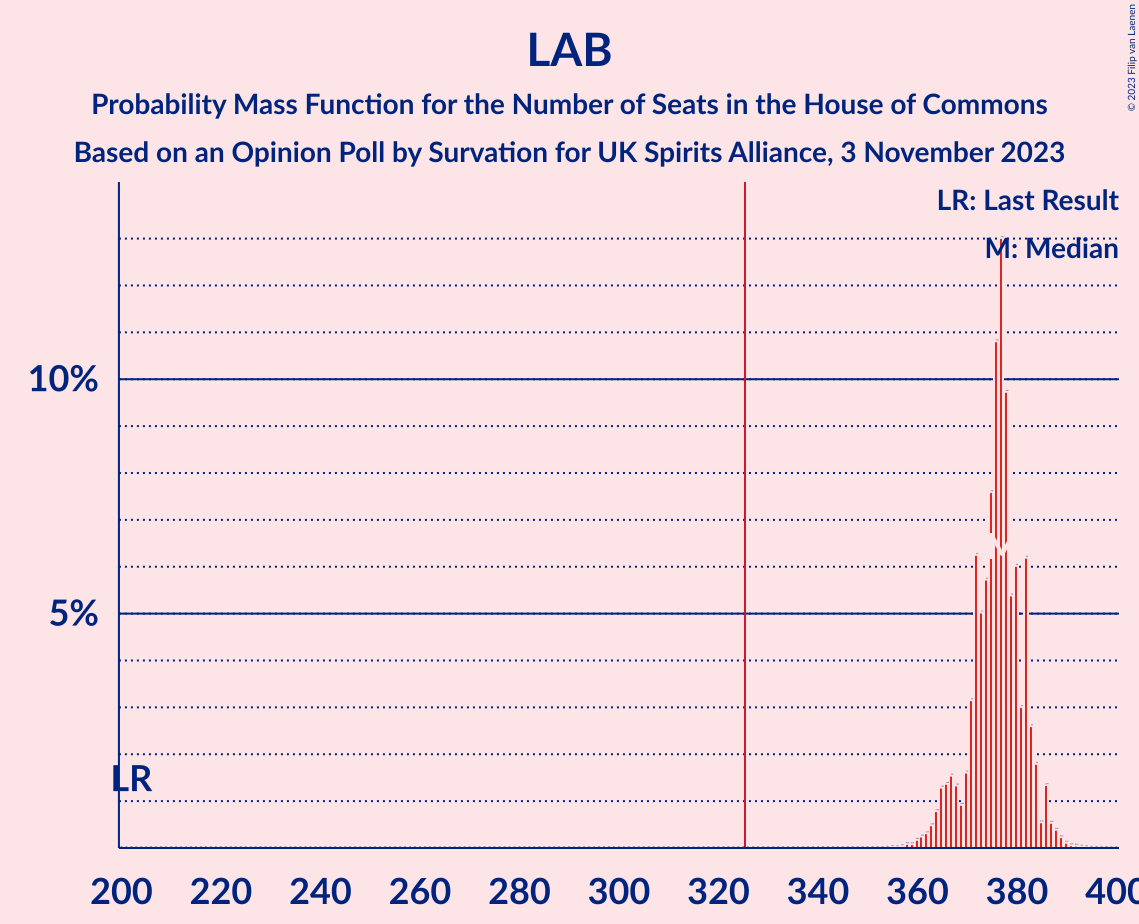 LAB
Probability Mass Function for the Number of Seats in the House of Commons
Based on an Opinion Poll by Survation for UK Spirits Alliance, 3 November 2023
© 2023 Filip van Laenen
LR: Last Result
M: Median
10%
5%
LR
200 220 240 260 280 300 320 340 360 380 400